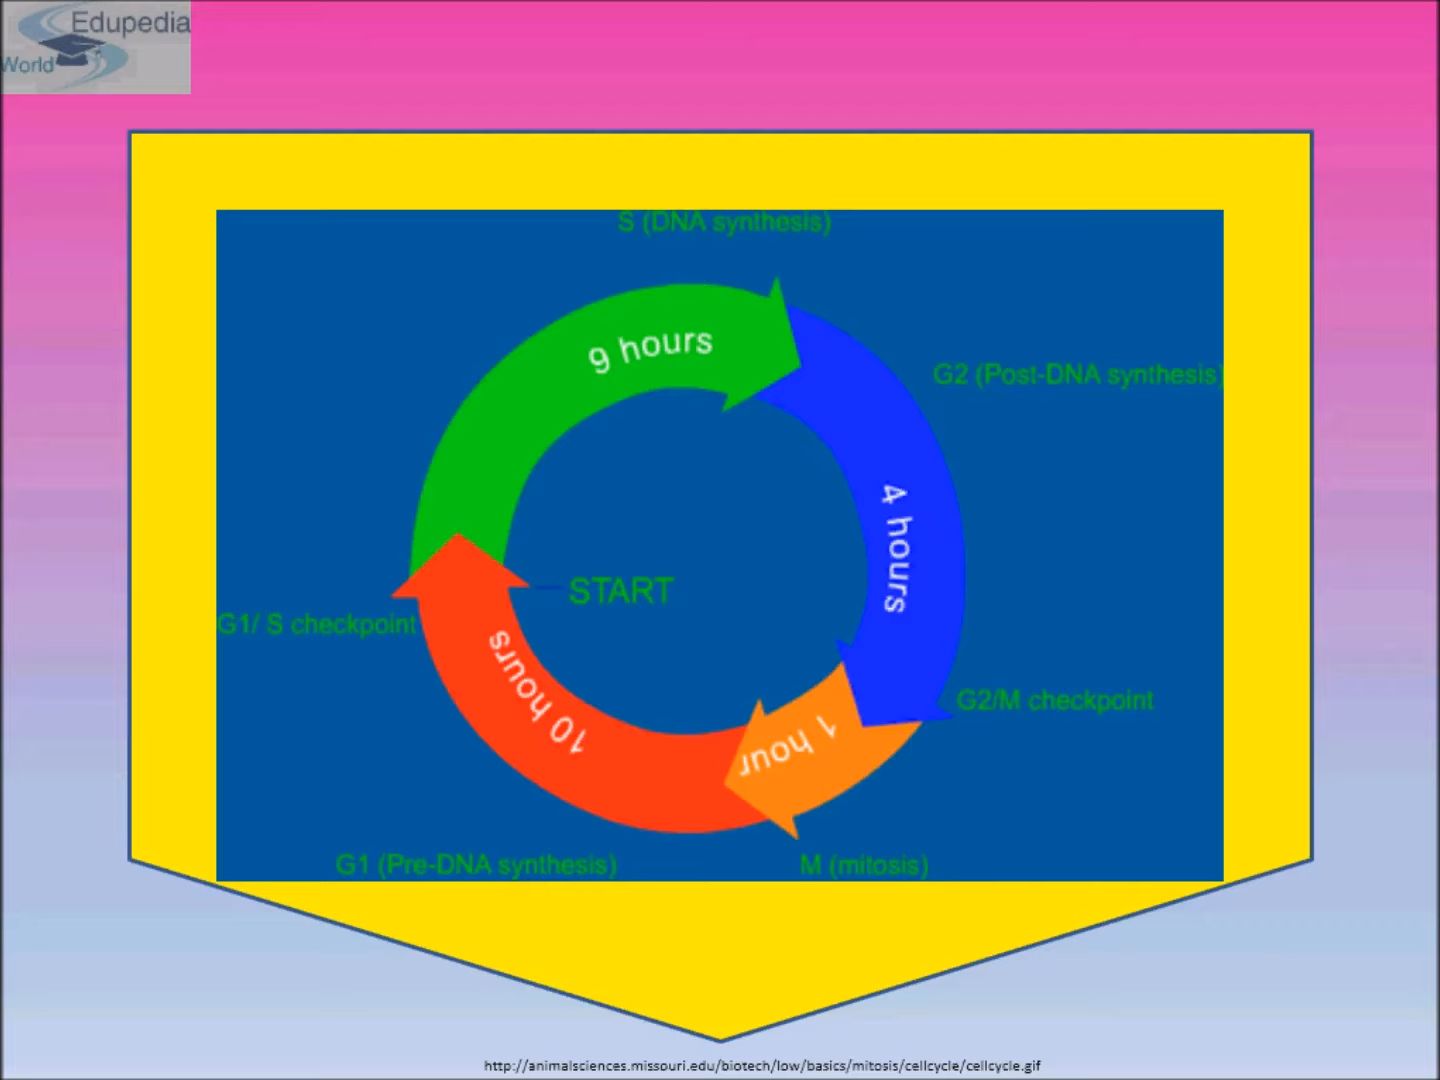 Edupedia
World
S (DNA synthesis)
9 hours
G2 (Post-DNA synthesis)
4 hours
START
G1/ S checkpoint
10 hours
G2/M checkpoint
1 hour
G1 (Pre-DNA synthesis)
M (mitosis)
http://animalsciences.missouri.edu/biotech/low/basics/mitosis/cellcycle/cellcycle.gif